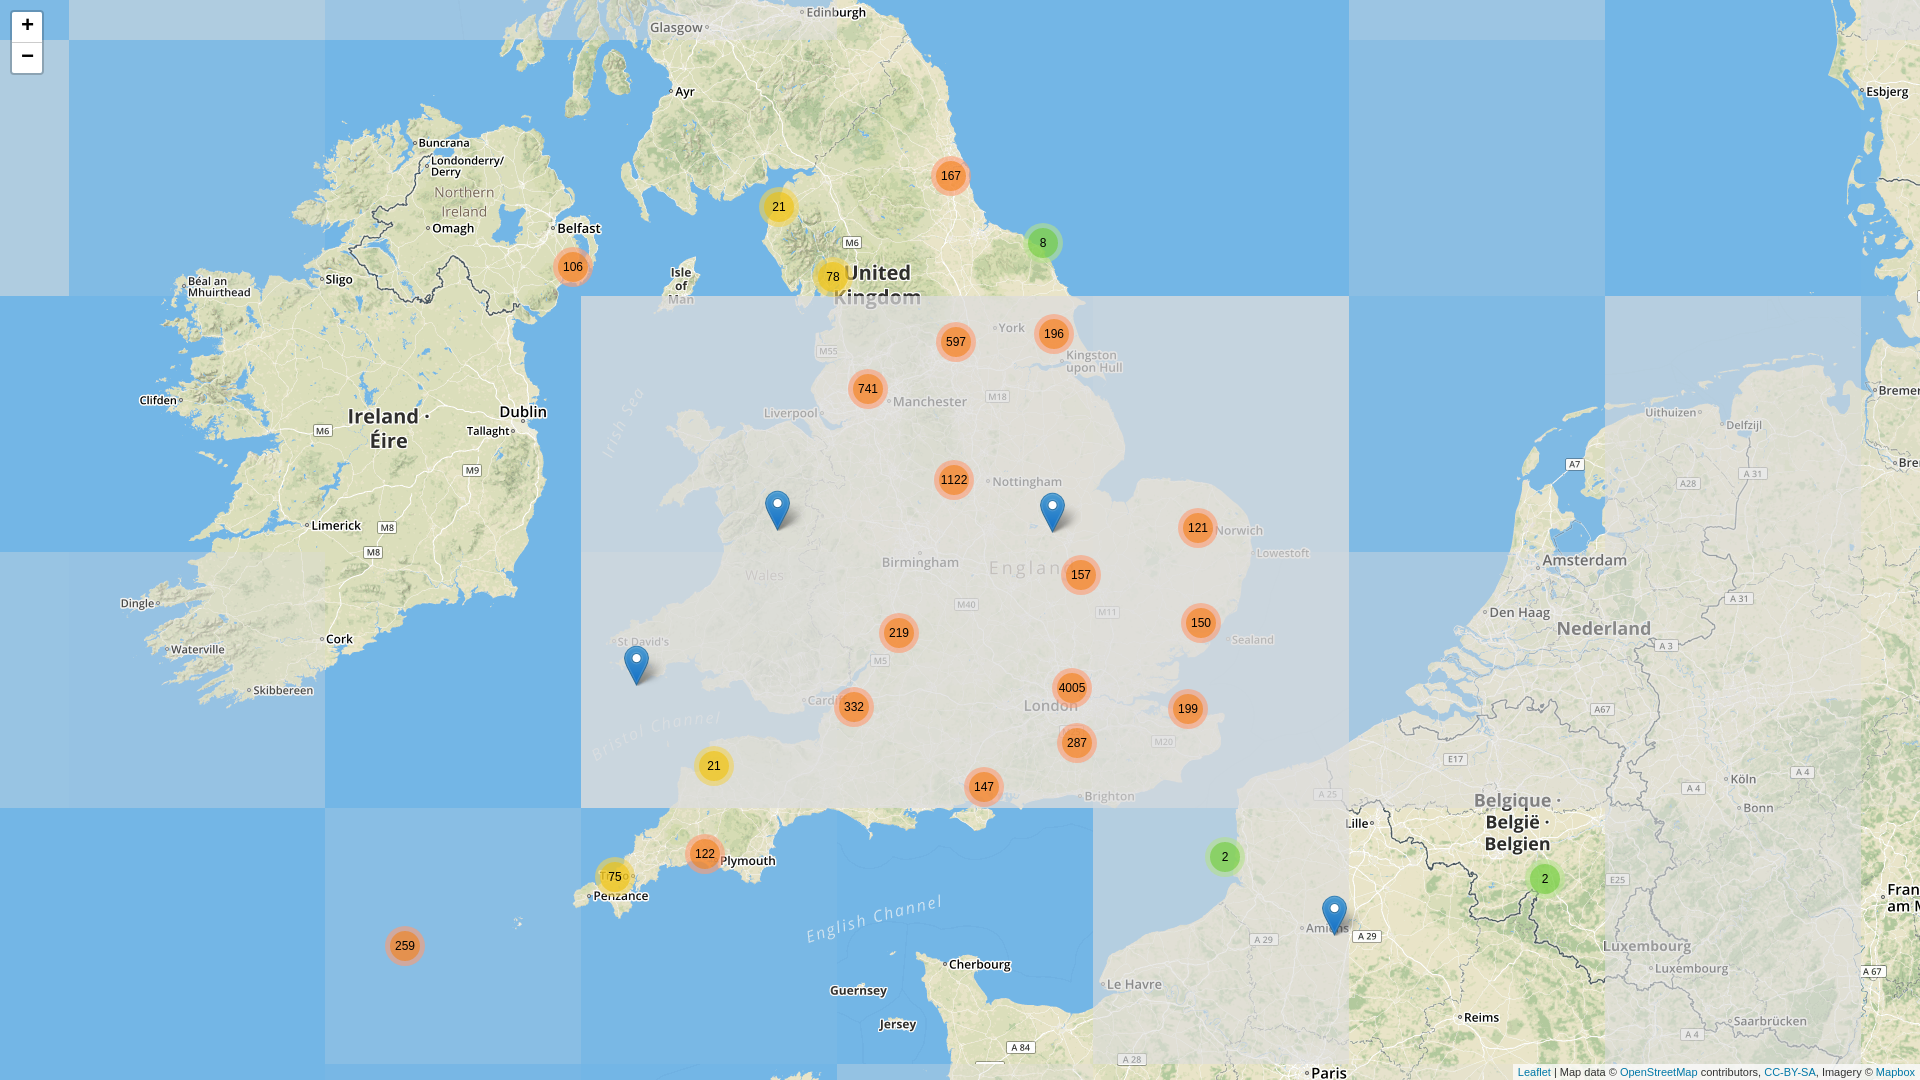 +
−
Edinburgh
Glasgow
Ayr
Esbjerg
Buncrana
Londonderry/
Derry
Northern
Ireland
Omagh
Belfast
167
21
M6
8
106
78
United
Kingdom
Isle
of
Man
Sligo
Béal an
Mhuirthead
York
196
597
M55
Kingston
upon Hull
741
Manchester
M18
Liverpool
Irish Sea
Clifden
Dublin
Ireland ·
Éire
M6
Tallaght
M9
Uithuizen
Delfzijl
A7
A 31
A28
1122
Nottingham
121
Norwich
Lowestoft
Limerick
M8
M8
Birmingham
Wales
England
157
M40
M11
Amsterdam
A 31
Den Haag
Nederland
A 3
Dingle
Cork
Waterville
Skibbereen
St David's
219
150
Sealand
M5
4005
London
199
332
287
M20
A67
Bristol Channel
21
147
Brighton
E17
Köln
A 4
A 4
Bonn
A 25
Lille
Belgique ·
België ·
Belgien
122
Plymouth
75
Penzance
2
2
E25
English Channel
259
Amiens
A 29
A 29
Luxembourg
Luxembourg
A 67
Cherbourg
Le Havre
Guernsey
Jersey
Reims
Saarbrücken
A 4
A 84
A 28
Paris
Leaflet | Map data © OpenStreetMap contributors, CC-BY-SA, Imagery © Mapbox